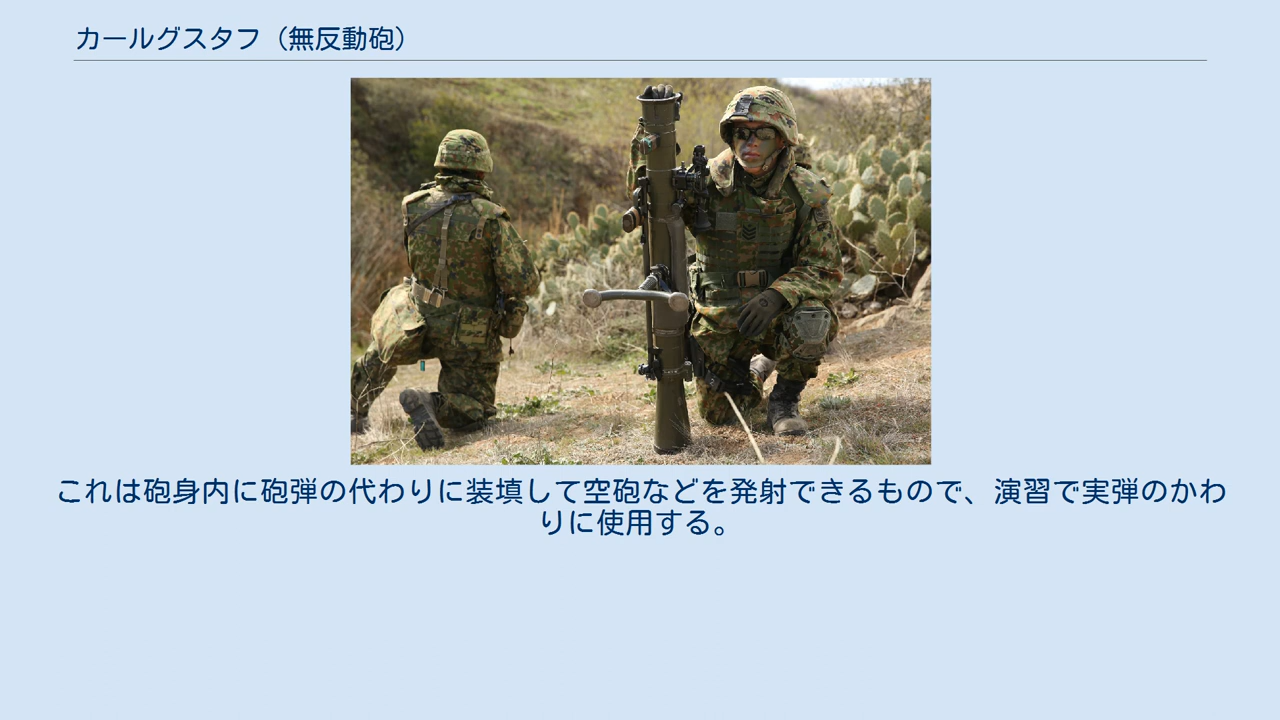 カールグスタフ（無反動砲）
これは砲身内に砲弾の代わりに装填して空砲などを発射できるもので、演習で実弾のかわ
りに使用する。